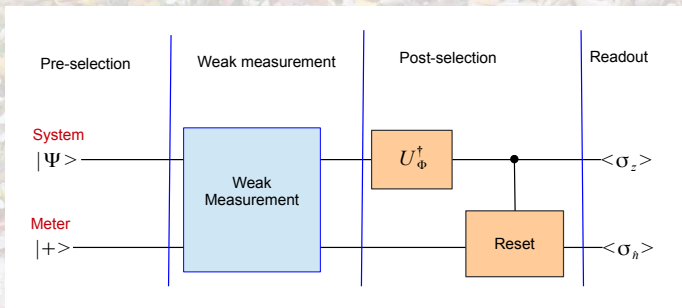 Pre-selection
Weak measurement
Post-selection
Readout
System
|Ψ>
Weak
Measurement
U†Φ
<σz>
Meter
|+>
Reset
<σn̂>